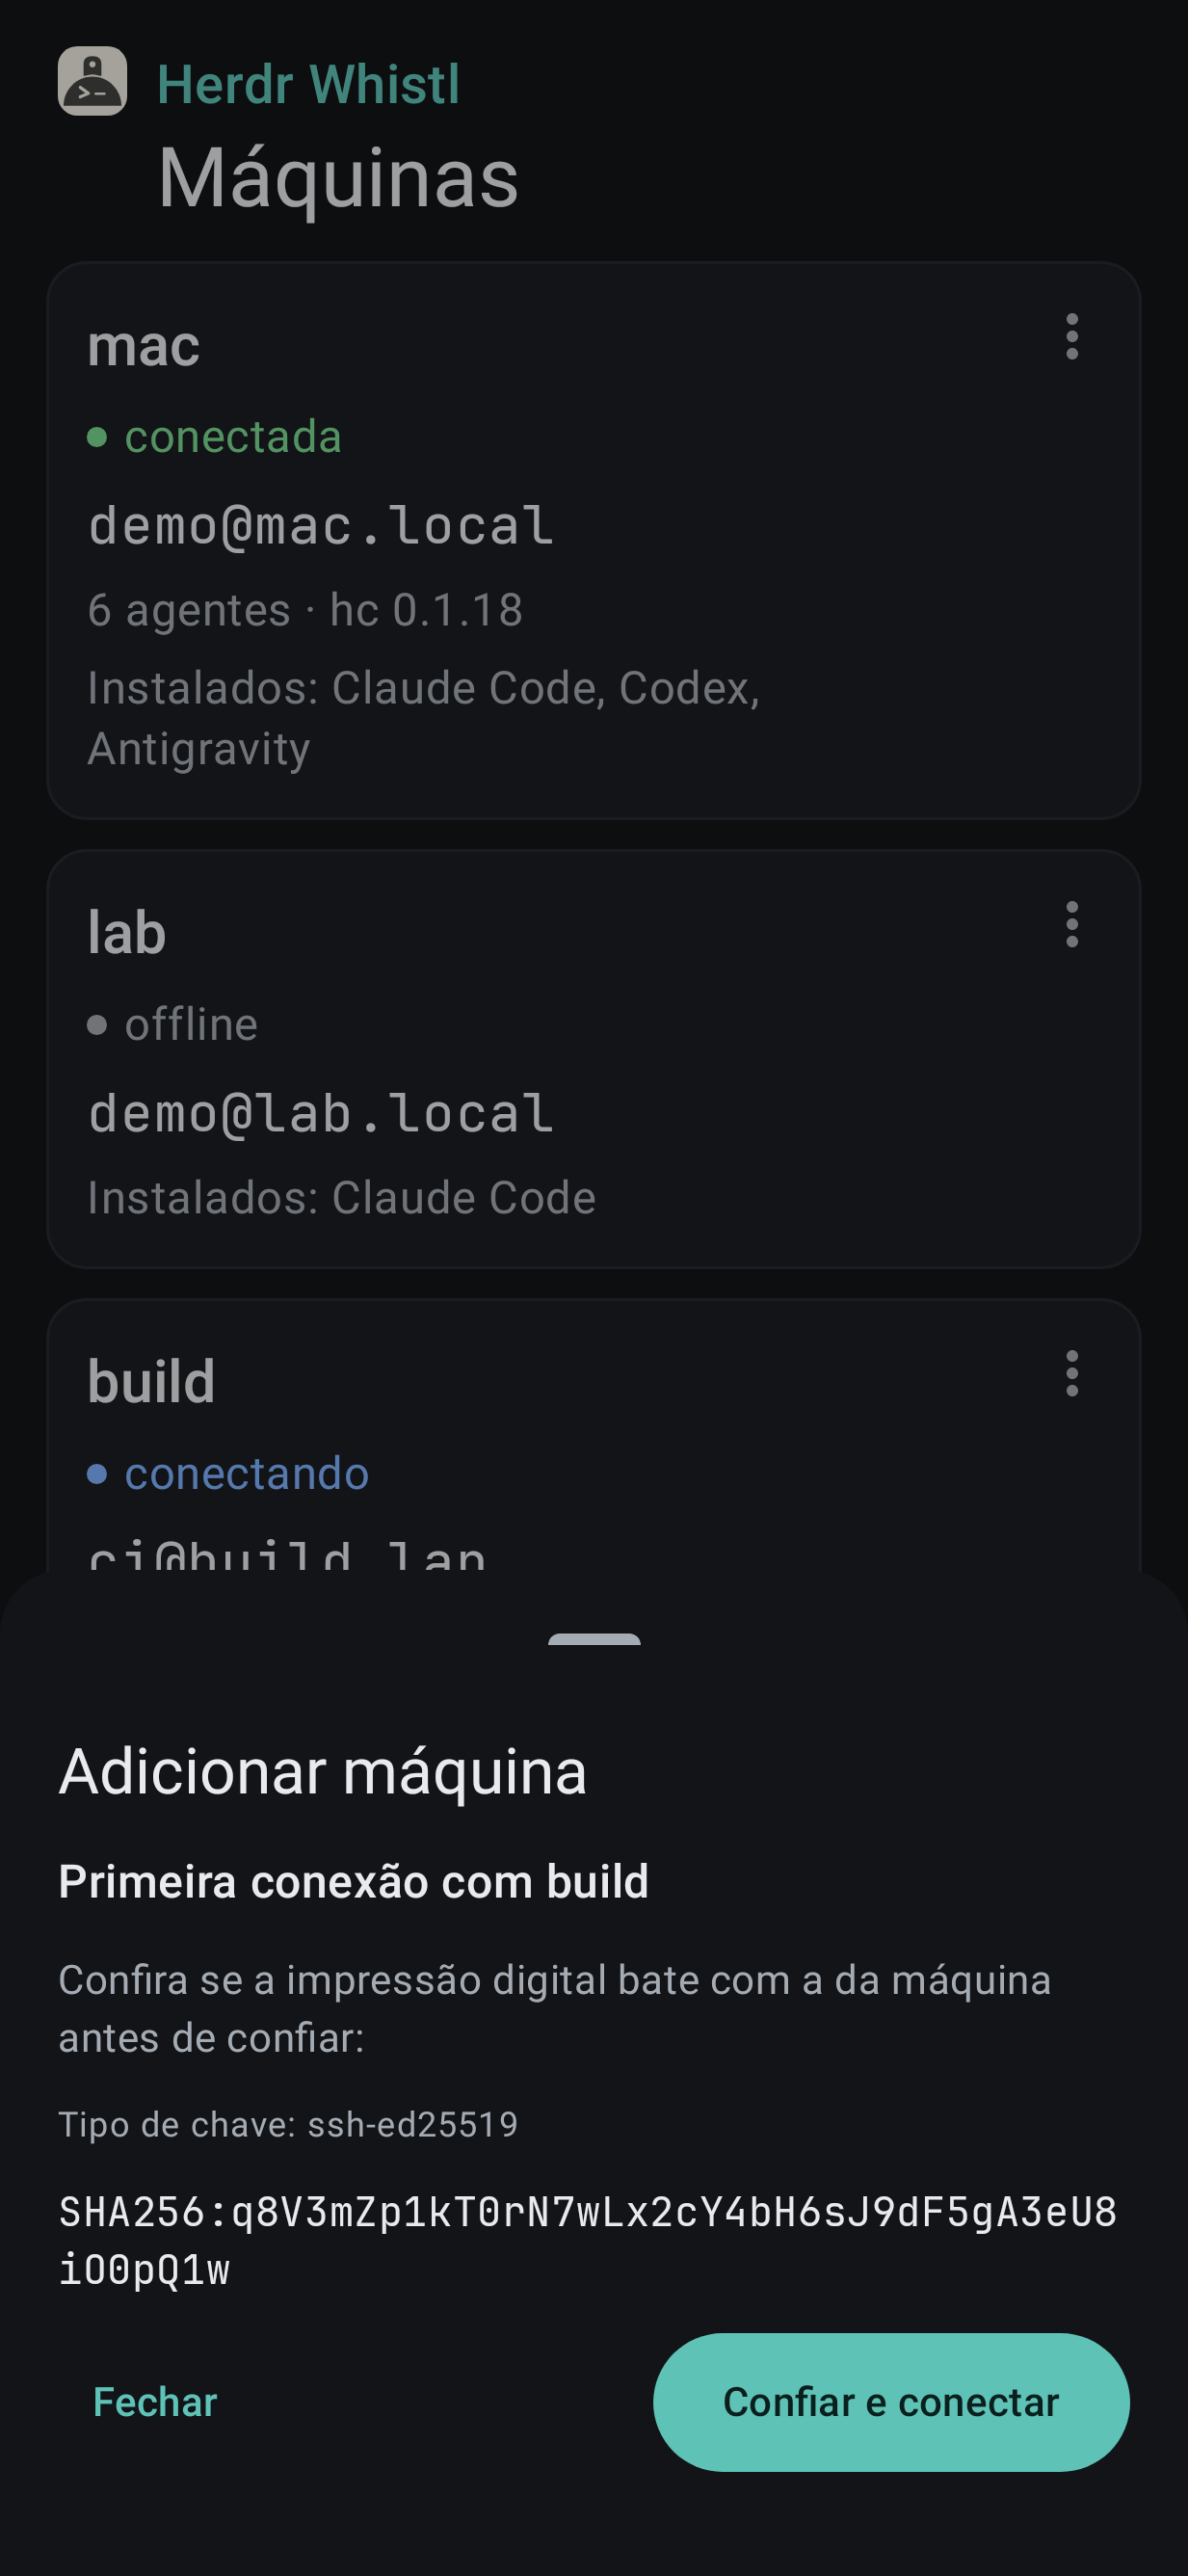 Herdr Whistl
Máquinas
mac
conectada
demo@mac.local
6 agentes · hc 0.1.18
Instalados: Claude Code, Codex,
Antigravity
lab
offline
demo@lab.local
Instalados: Claude Code
build
conectando
ci@build.lan
Adicionar máquina
Primeira conexão com build
Confira se a impressão digital bate com a da máquina
antes de confiar:
Tipo de chave: ssh-ed25519
SHA256:q8V3mZp1kT0rN7wLx2cY4bH6sJ9dF5gA3eU8
iO0pQ1w
Fechar
Confiar e conectar